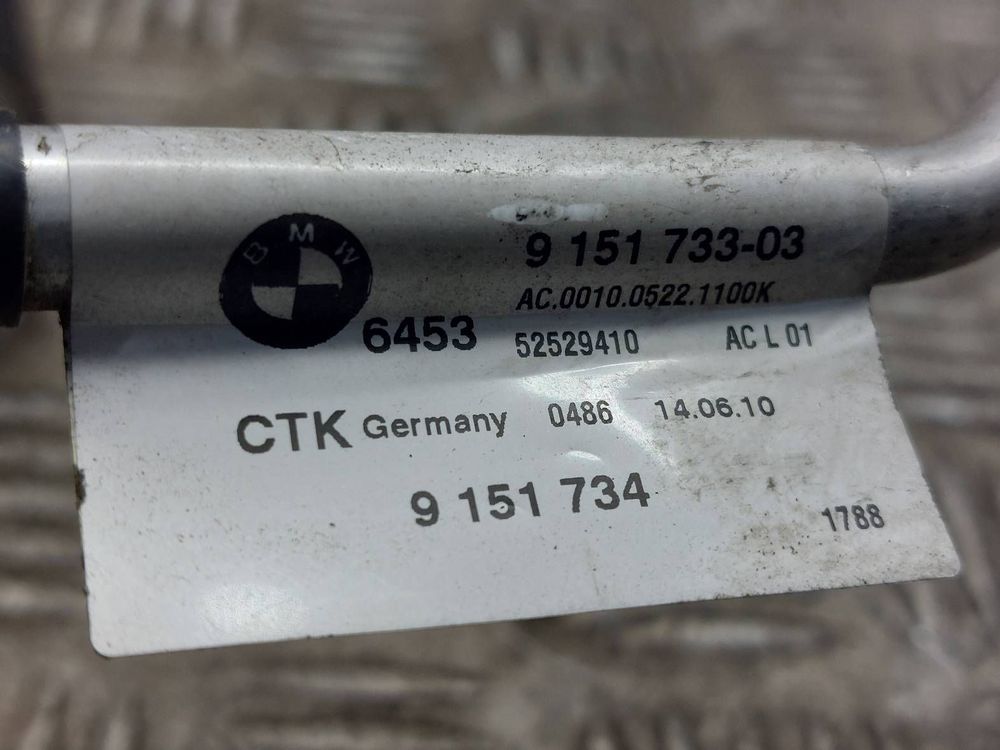 BMW
9 151 733-03
AC.0010.0522.1100K
6453 52529410 AC L 01
CTK Germany 0486 14.06.10
9 151 734
1788